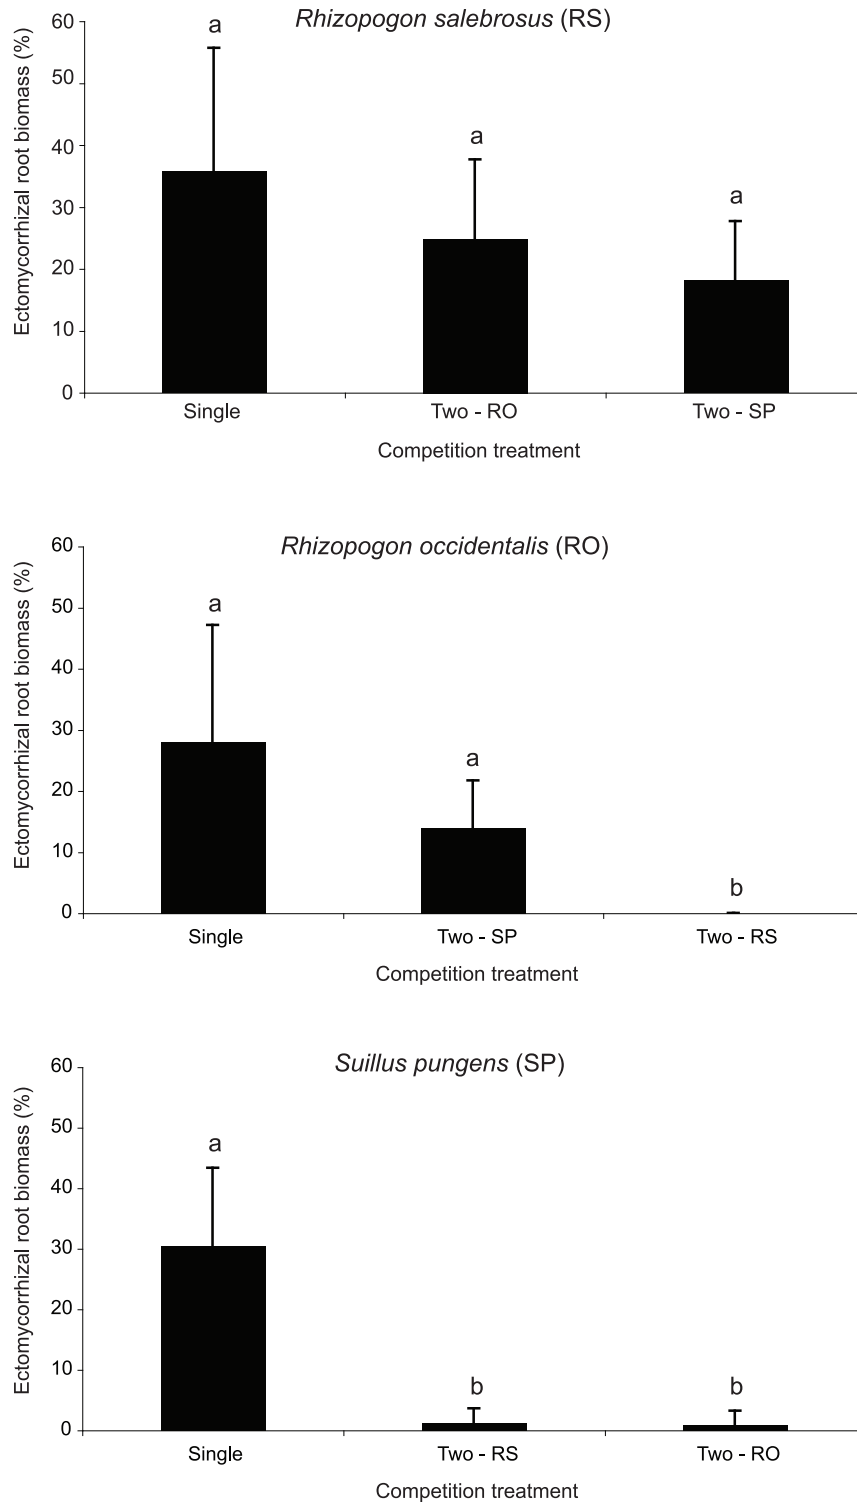 Rhizopogon salebrosus (RS)
Ectomycorrhizal root biomass (%)
60
50
40
30
20
10
0
a
a
a
Single
Two - RO
Two - SP
Competition treatment
Rhizopogon occidentalis (RO)
Ectomycorrhizal root biomass (%)
60
50
40
30
20
10
0
a
a
b
Single
Two - SP
Two - RS
Competition treatment
Suillus pungens (SP)
Ectomycorrhizal root biomass (%)
60
50
40
30
20
10
0
a
b
b
Single
Two - RS
Two - RO
Competition treatment